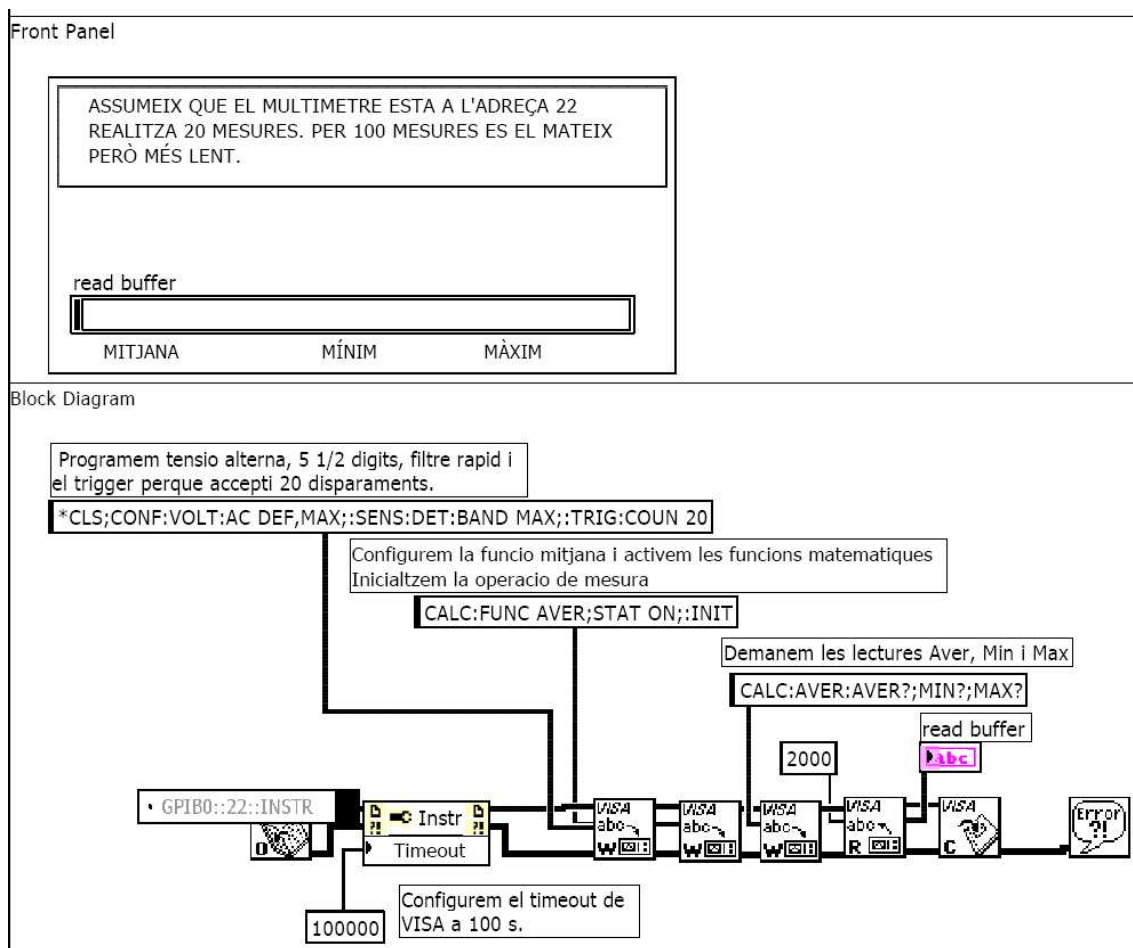 Front Panel
ASSUMEIX QUE EL MULTIMETRE ESTA A L'ADREÇA 22
REALITZA 20 MESURES. PER 100 MESURES ES EL MATEIX
PERÒ MÉS LENT.
read buffer
MITJANA MÍNIM MÀXIM
Block Diagram
Programem tensio alterna, 5 1/2 digits, filtre rapid i
el trigger perque accepti 20 disparaments.
*CLS;CONF:VOLT:AC DEF,MAX;:SENS:DET:BAND MAX;:TRIG:COUN 20
Configurem la funcio mitjana i activem les funcions matematiques
Inicialtzem la operacio de mesura
CALC:FUNC AVER;STAT ON;:INIT
Demanem les lectures Aver, Min i Max
CALC:AVER:AVER?;MIN?;MAX?
read buffer
abc
2000
GPIB0::22::INSTR
Instr
Timeout
O
VISA
abc
W
VISA
abc
W
VISA
abc
W
VISA
abc
R
VISA
C
Error
?!
100000
Configurem el timeout de
VISA a 100 s.